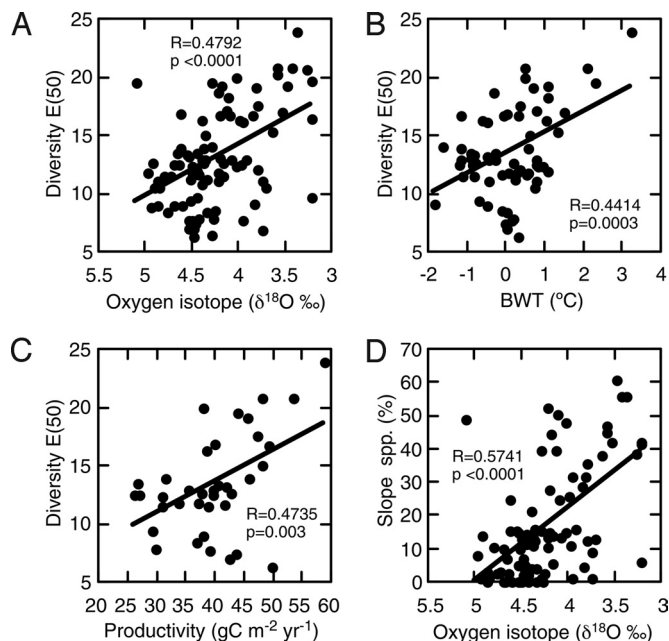 A
R=0.4792
p <0.0001
Diversity E(50)
25
20
15
10
5
5.5 5 4.5 4 3.5 3
Oxygen isotope (δ¹⁸O ‰)
B
Diversity E(50)
25
20
15
10
5
R=0.4414
p=0.0003
-2 -1 0 1 2 3 4
BWT (ºC)
C
Diversity E(50)
25
20
15
10
5
R=0.4735
p=0.003
20 25 30 35 40 45 50 55 60
Productivity (gC m⁻² yr⁻¹)
D
Slope spp. (%)
70
60
50
40
30
20
10
0
R=0.5741
p <0.0001
5.5 5 4.5 4 3.5 3
Oxygen isotope (δ¹⁸O ‰)